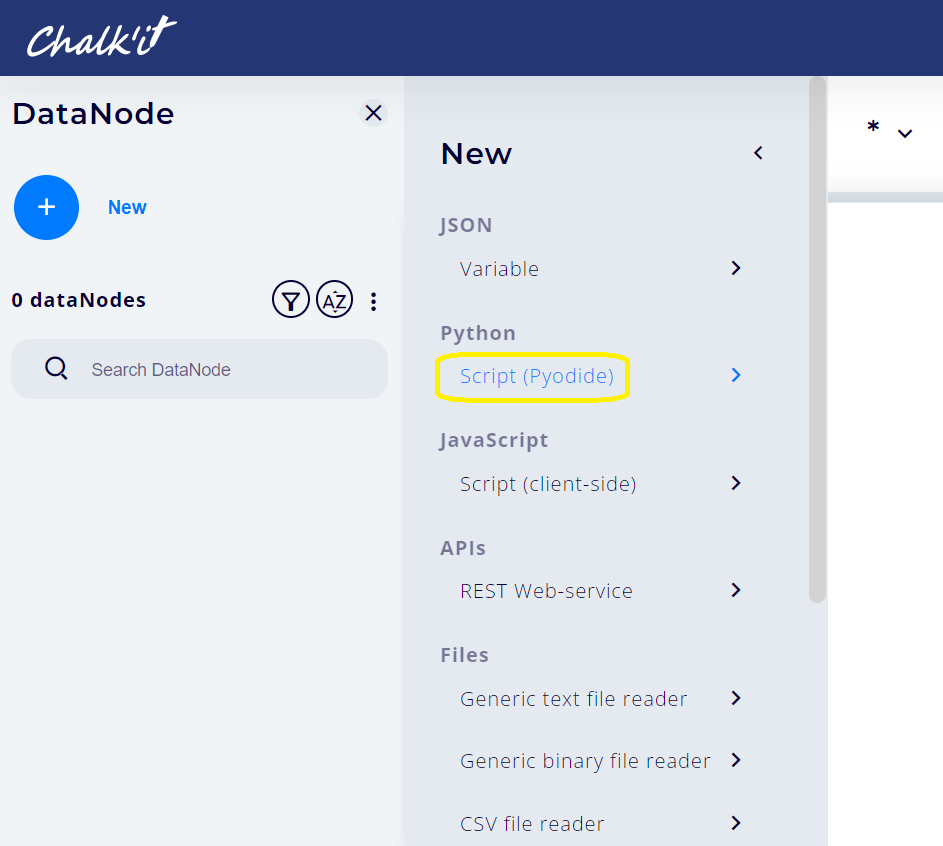 Chalk'it
DataNode
New
0 dataNodes
AZ
Search DataNode
New
JSON
Variable
Python
Script (Pyodide)
JavaScript
Script (client-side)
APIs
REST Web-service
Files
Generic text file reader
Generic binary file reader
CSV file reader
*